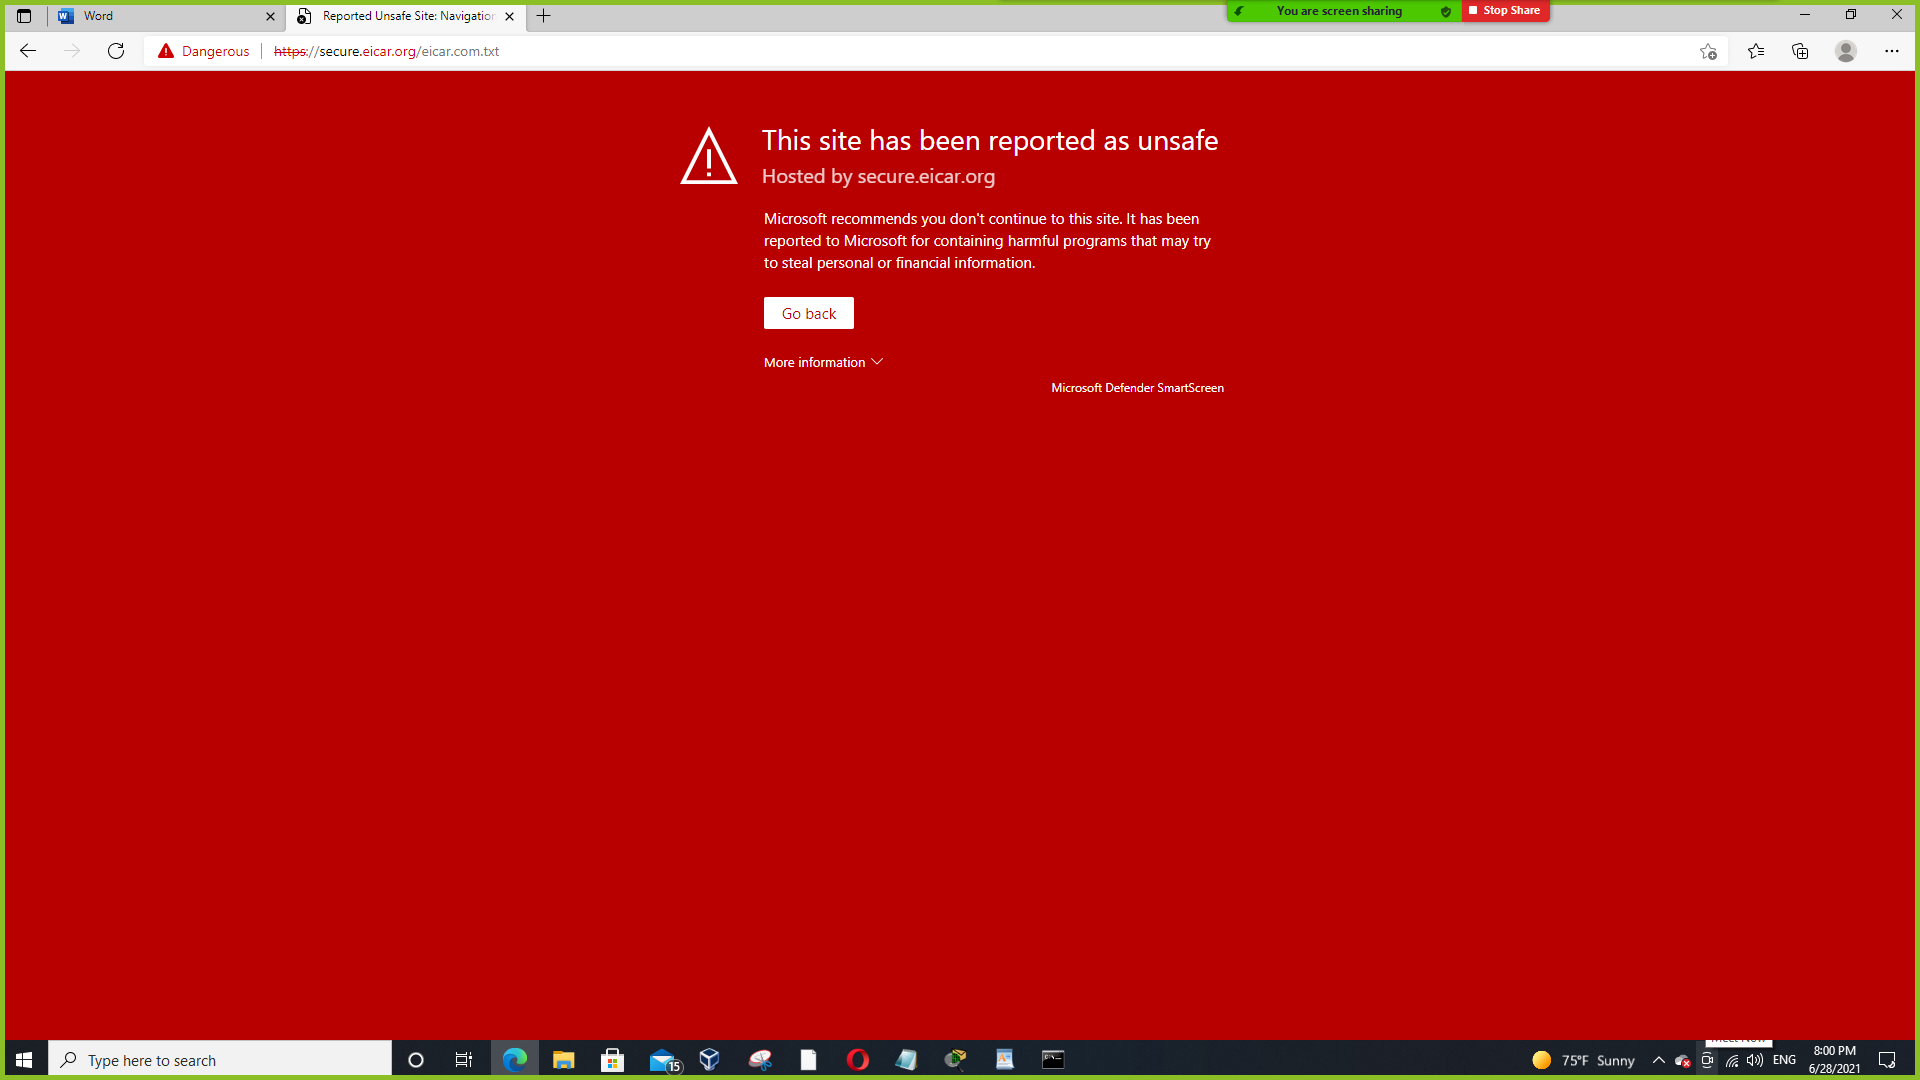 Word
Reported Unsafe Site: Navigation
You are screen sharing
Stop Share
Dangerous
https://secure.eicar.org/eicar.com.txt
This site has been reported as unsafe
Hosted by secure.eicar.org
Microsoft recommends you don't continue to this site. It has been
reported to Microsoft for containing harmful programs that may try
to steal personal or financial information.
Go back
More information
Microsoft Defender SmartScreen
Type here to search
15
75°F Sunny
ENG
8:00 PM
6/28/2021